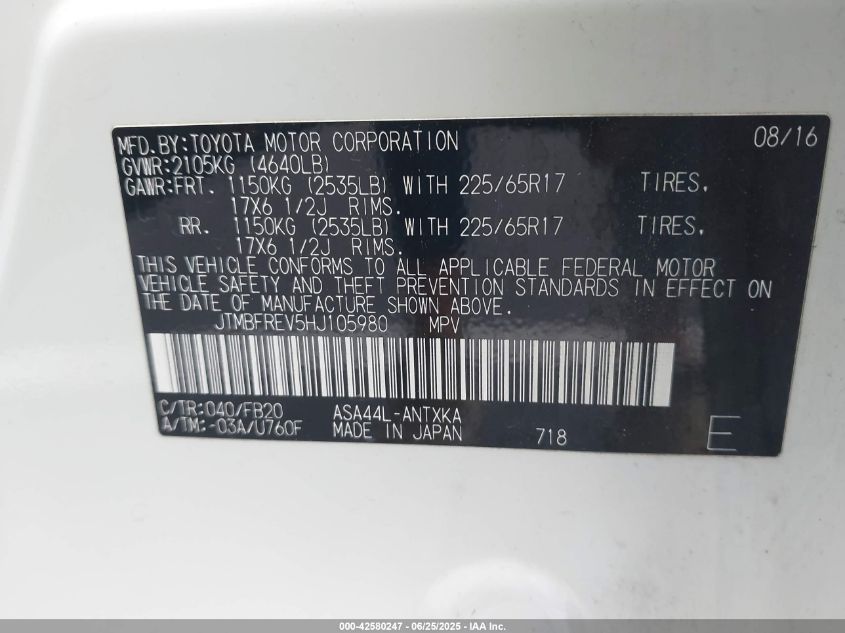 MFD.BY:TOYOTA MOTOR CORPORATION 08/16
GVWR:2105KG (4640LB)
GAWR:FRT. 1150KG (2535LB) WITH 225/65R17 TIRES,
17X6 1/2J RIMS.
RR. 1150KG (2535LB) WITH 225/65R17 TIRES,
17X6 1/2J RIMS.
THIS VEHICLE CONFORMS TO ALL APPLICABLE FEDERAL MOTOR
VEHICLE SAFETY AND THEFT PREVENTION STANDARDS IN EFFECT ON
THE DATE OF MANUFACTURE SHOWN ABOVE.
JTMBFREV5HJ105980 MPV
C/TR:040/FB20 ASA44L-ANTXKA
A/TM:-03A/U760F MADE IN JAPAN 718 E
000-42580247 - 06/25/2025 - IAA Inc.